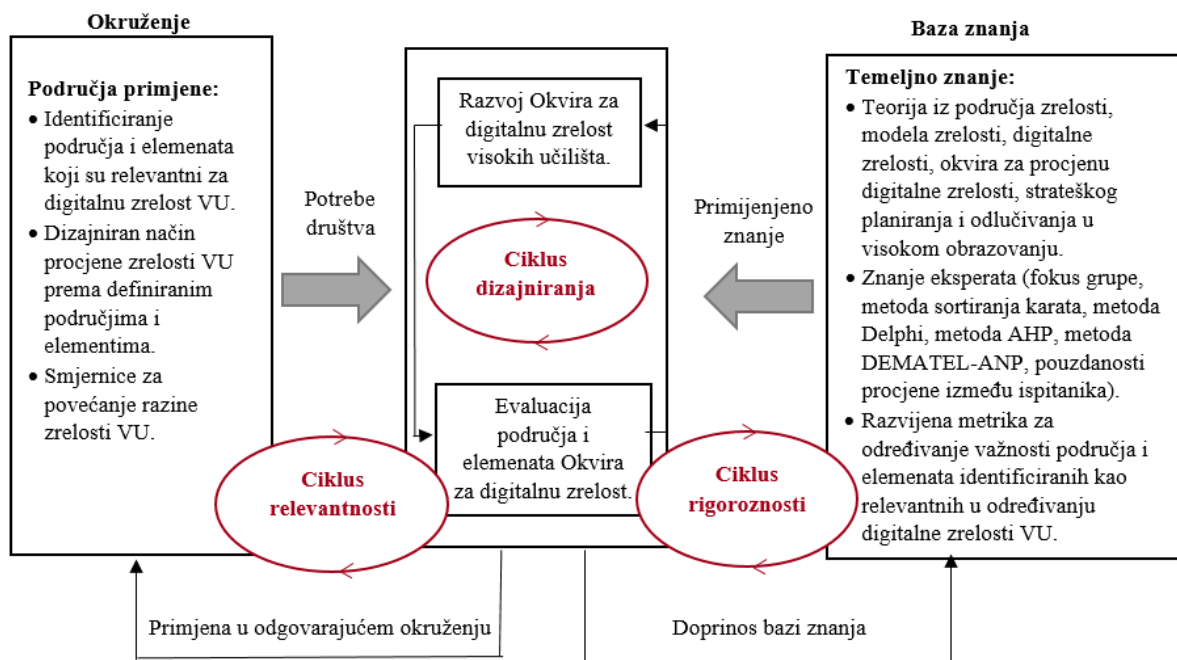 Okruženje
Područja primjene:
• Identificiranje
područja i elemenata
koji su relevantni za
digitalnu zrelost VU.
• Dizajniran način
procjene zrelosti VU
prema definiranim
područjima i
elementima.
• Smjernice za
povećanje razine
zrelosti VU.
Potrebe
društva
Razvoj Okvira za
digitalnu zrelost
visokih učilišta.
Ciklus
dizajniranja
Evaluacija
područja i
elemenata Okvira
za digitalnu zrelost.
Ciklus
relevantnosti
Ciklus
rigoroznosti
Primijenjeno
znanje
Baza znanja
Temeljno znanje:
• Teorija iz područja zrelosti,
modela zrelosti, digitalne
zrelosti, okvira za procjenu
digitalne zrelosti, strateškog
planiranja i odlučivanja u
visokom obrazovanju.
• Znanje eksperata (fokus grupe,
metoda sortiranja karata, metoda
Delphi, metoda AHP, metoda
DEMATEL-ANP, pouzdanosti
procjene između ispitanika).
• Razvijena metrika za
određivanje važnosti područja i
elemenata identificiranih kao
relevantnih u određivanju
digitalne zrelosti VU.
Primjena u odgovarajućem okruženju
Doprinos bazi znanja